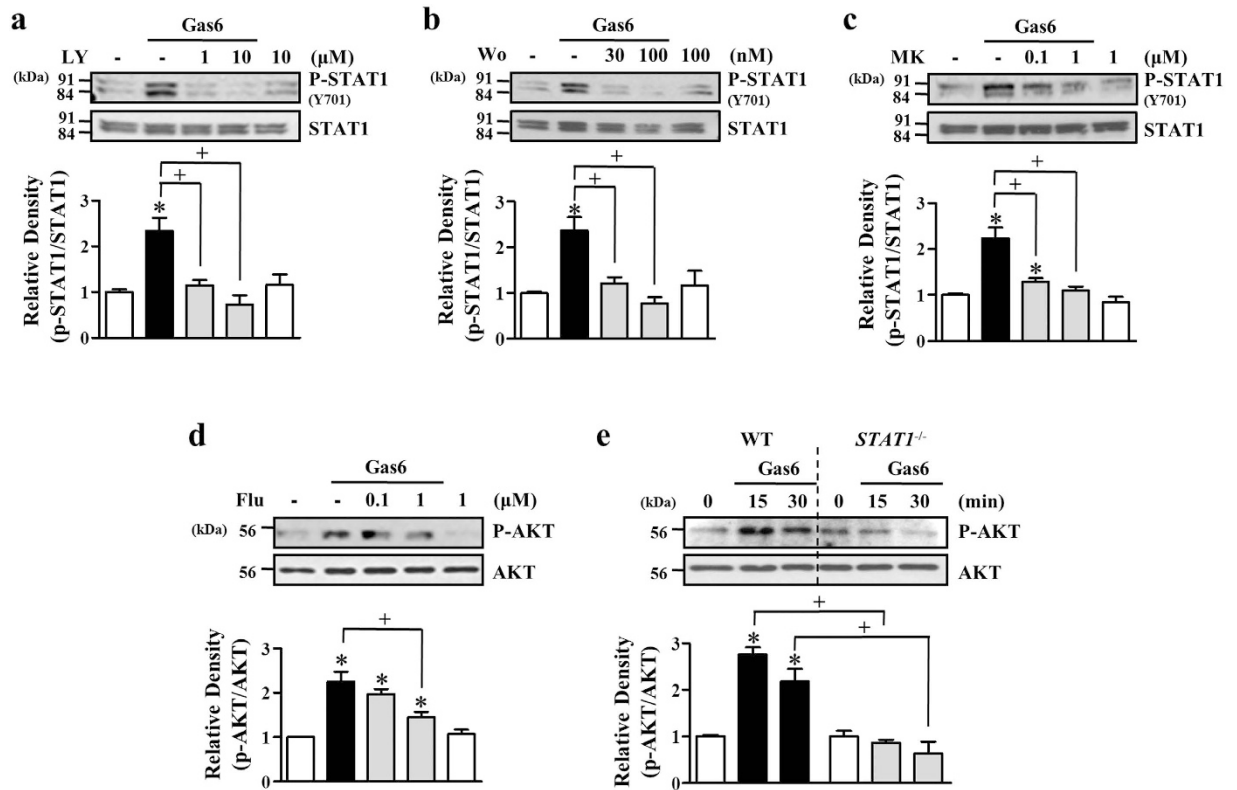 a
Gas6
LY - - 1 10 10 (μM)
(kDa) 91 P-STAT1
84 (Y701)
91 STAT1
84
+
+
*
Relative Density
(p-STAT1/STAT1)
3
2
1
0
b
Gas6
Wo - - 30 100 100 (nM)
(kDa) 91 P-STAT1
84 (Y701)
91 STAT1
84
+
+
*
Relative Density
(p-STAT1/STAT1)
3
2
1
0
c
Gas6
MK - - 0.1 1 1 (μM)
(kDa) 91 P-STAT1
84 (Y701)
91 STAT1
84
+
+
* *
Relative Density
(p-STAT1/STAT1)
3
2
1
0
d
Gas6
Flu - - 0.1 1 1 (μM)
(kDa) 56 P-AKT
56 AKT
+
* * *
Relative Density
(p-AKT/AKT)
3
2
1
0
e
WT STAT1-/-
Gas6 Gas6
(kDa) 0 15 30 0 15 30 (min)
56 P-AKT
56 AKT
+
+
* *
Relative Density
(p-AKT/AKT)
3
2
1
0